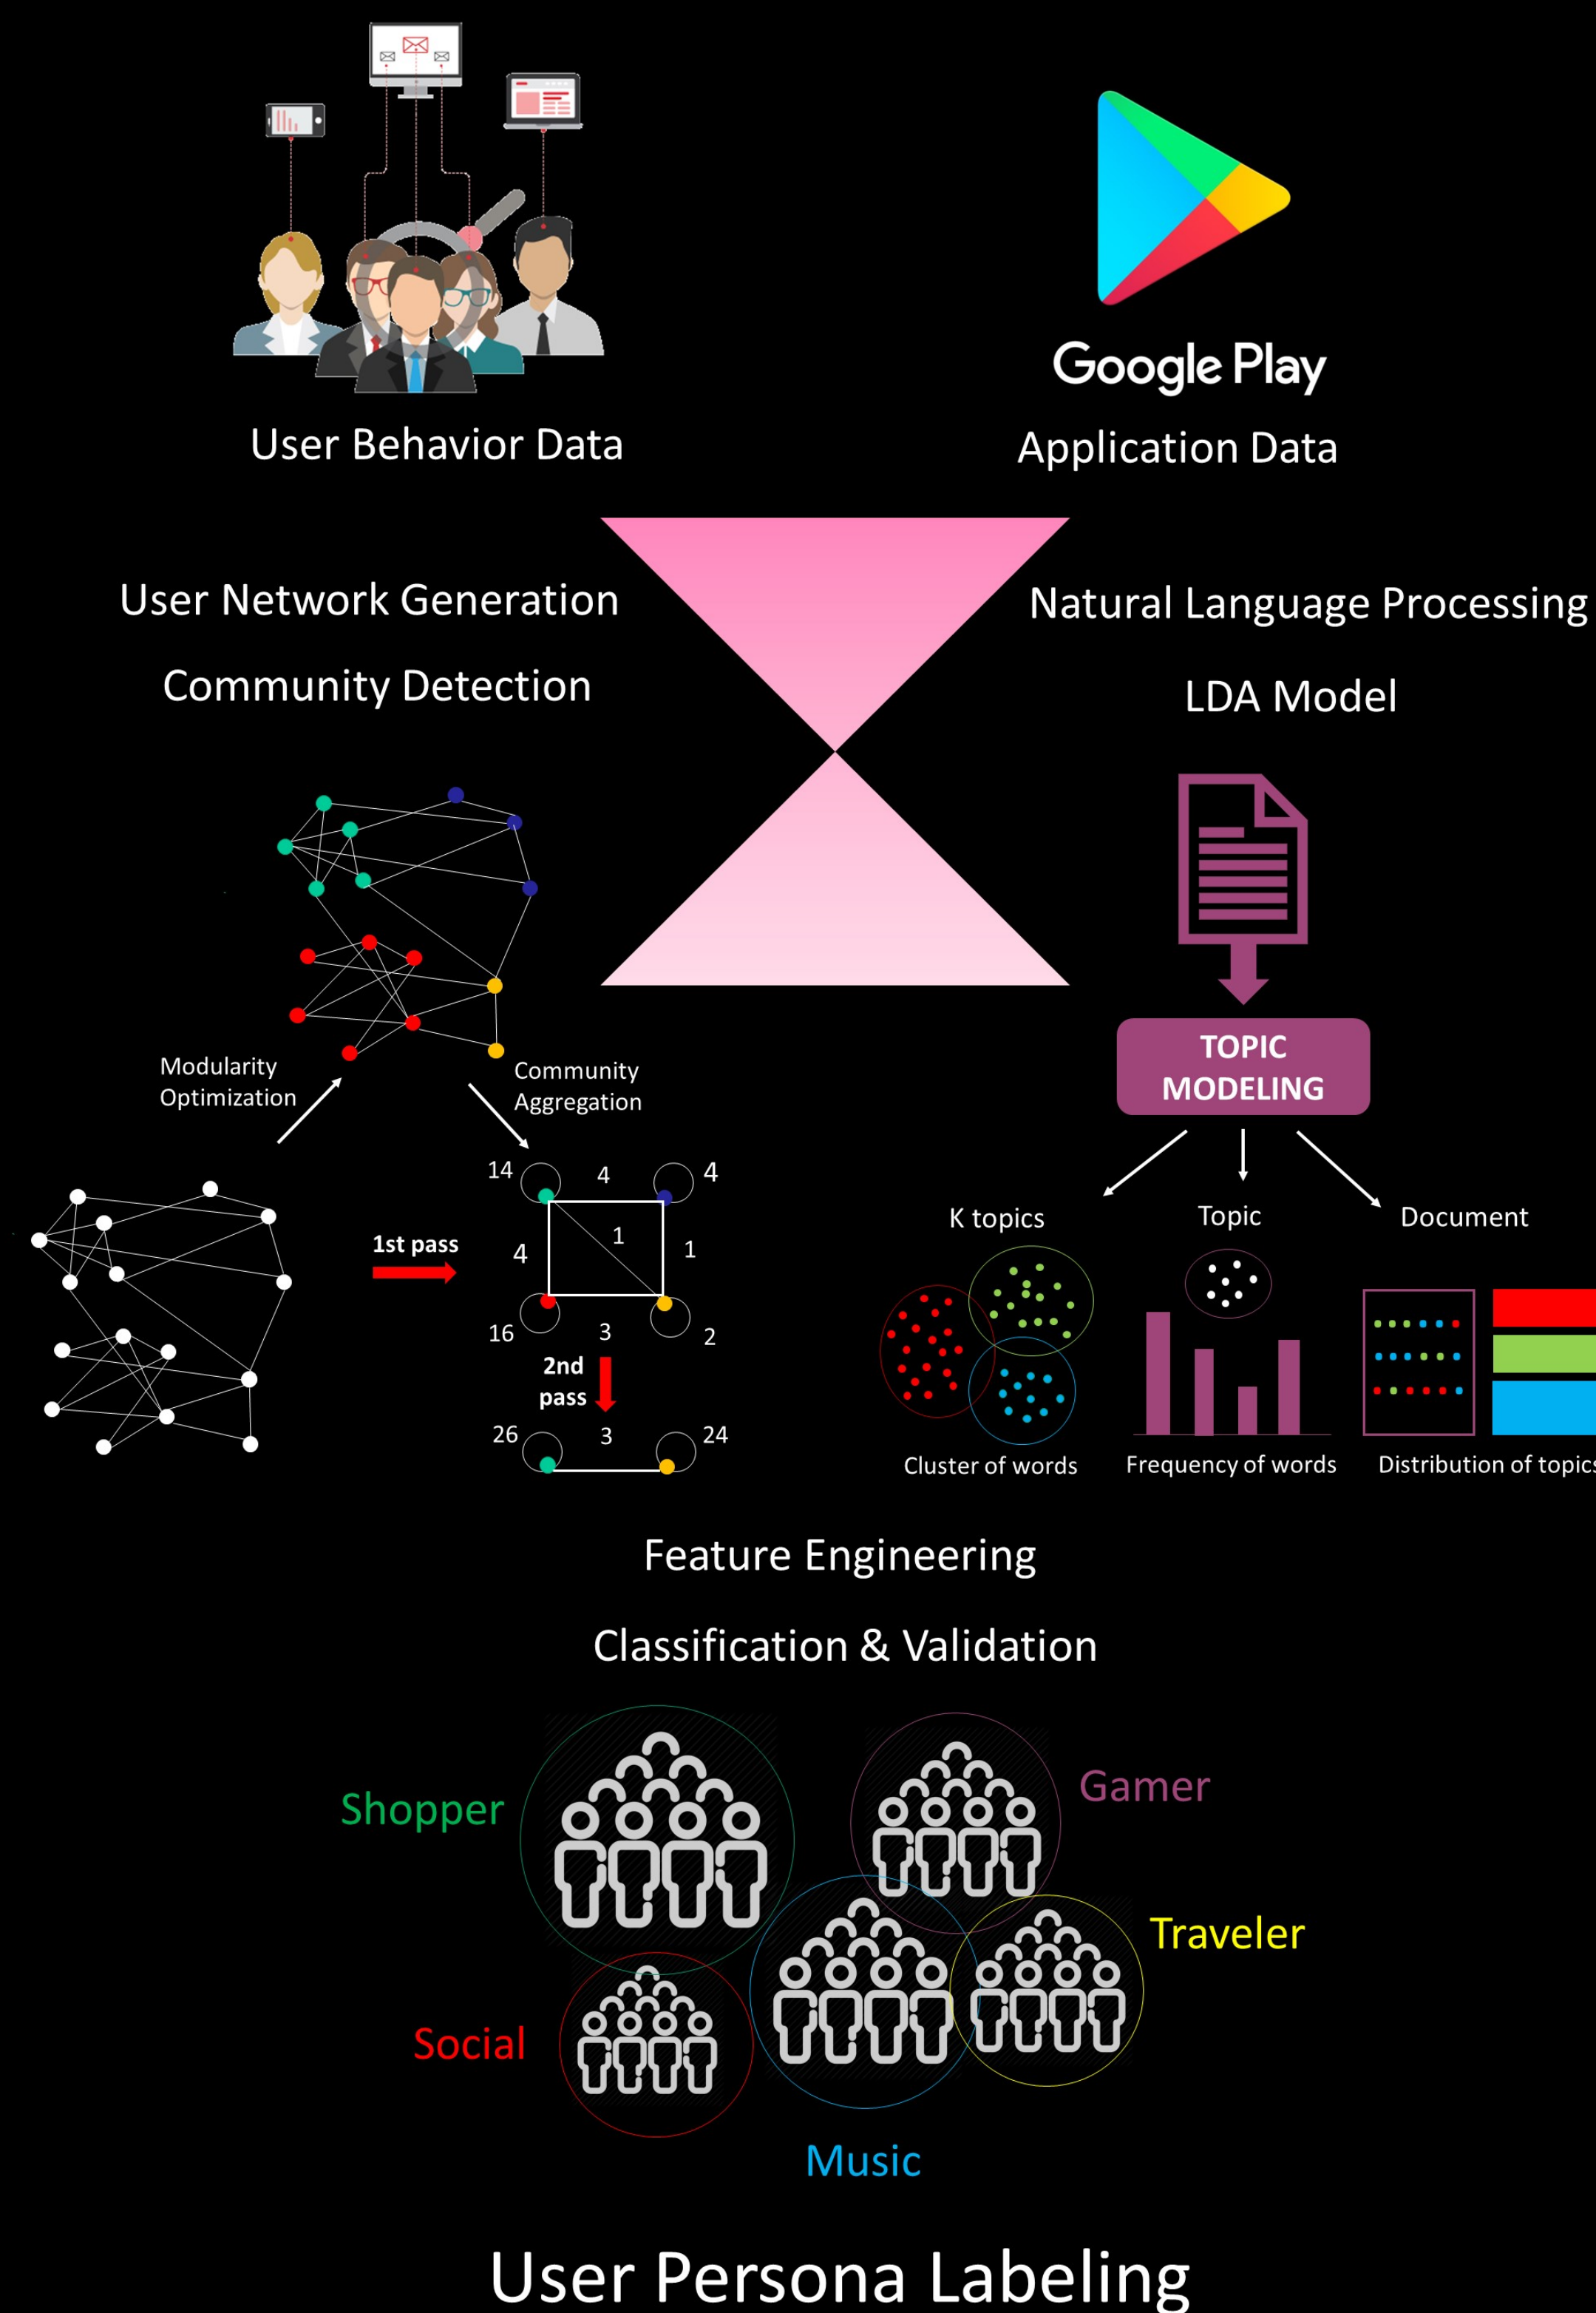 Google Play
User Behavior Data
Application Data
User Network Generation
Community Detection
Natural Language Processing
LDA Model
Modularity
Optimization
Community
Aggregation
TOPIC
MODELING
14
4
4
1st pass
4
1
1
16
3
2
2nd
pass
26
3
24
K topics
Topic
Document
Cluster of words
Frequency of words
Distribution of topics
Feature Engineering
Classification & Validation
Shopper
Gamer
Traveler
Social
Music
User Persona Labeling